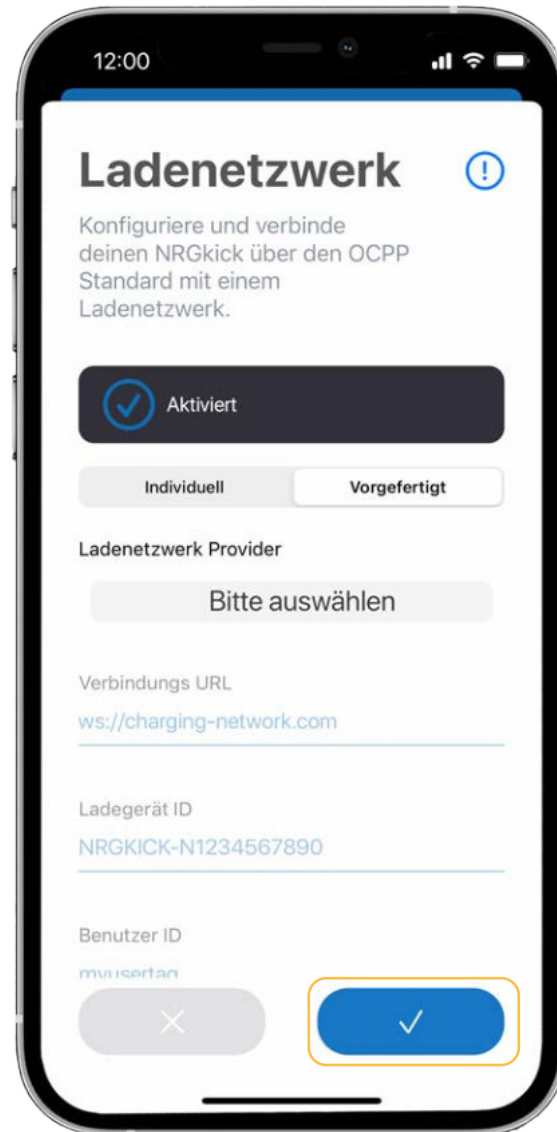 12:00
Ladenetzwerk
Konfiguriere und verbinde
deinen NRGkick über den OCPP
Standard mit einem
Ladenetzwerk.
Aktiviert
Individuell Vorgefertigt
Ladenetzwerk Provider
Bitte auswählen
Verbindungs URL
ws://charging-network.com
Ladegerät ID
NRGKICK-N1234567890
Benutzer ID
myusertag